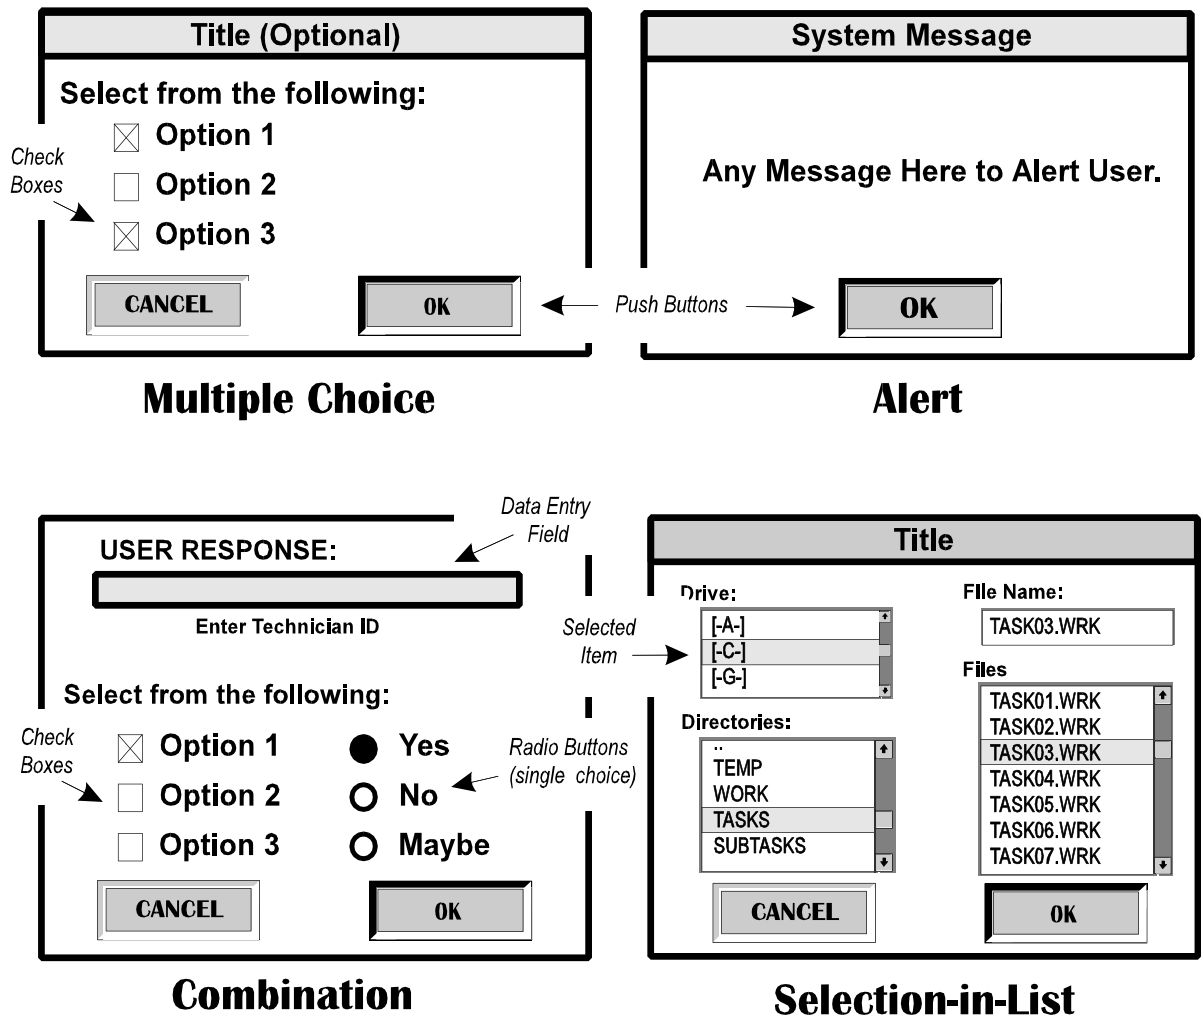 Title (Optional)
Select from the following:
Option 1
Option 2
Option 3
Check
Boxes
CANCEL
OK
Push Buttons
Multiple Choice
System Message
Any Message Here to Alert User.
OK
Alert
Data Entry
Field
USER RESPONSE:
Enter Technician ID
Select from the following:
Check
Boxes
Option 1
Option 2
Option 3
Yes
No
Maybe
Radio Buttons
(single choice)
CANCEL
OK
Combination
Title
Selected
Item
Drive:
[-A-]
[-C-]
[-G-]
Directories:
..
TEMP
WORK
TASKS
SUBTASKS
File Name:
TASK03.WRK
Files
TASK01.WRK
TASK02.WRK
TASK03.WRK
TASK04.WRK
TASK05.WRK
TASK06.WRK
TASK07.WRK
CANCEL
OK
Selection-in-List